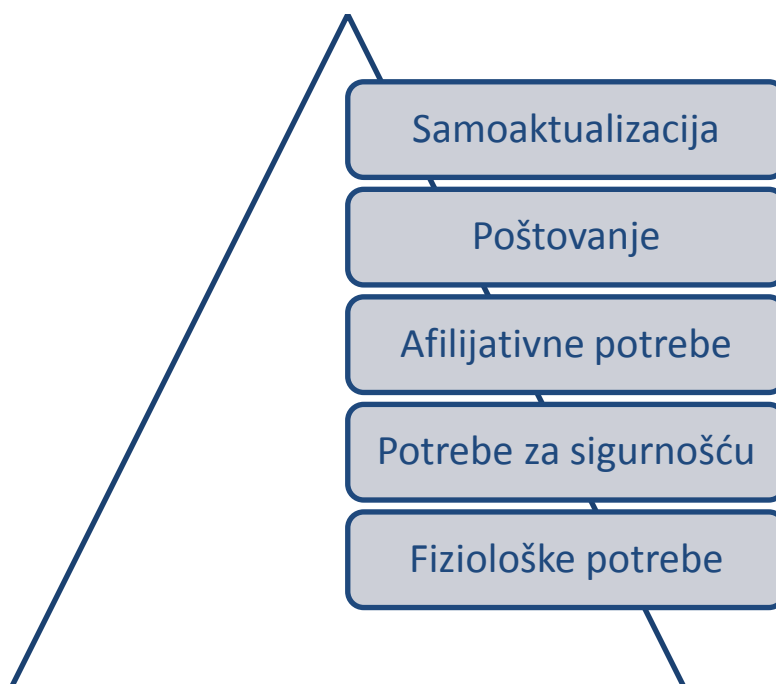 Samoaktualizacija
Poštovanje
Afilijativne potrebe
Potrebe za sigurnošću
Fiziološke potrebe